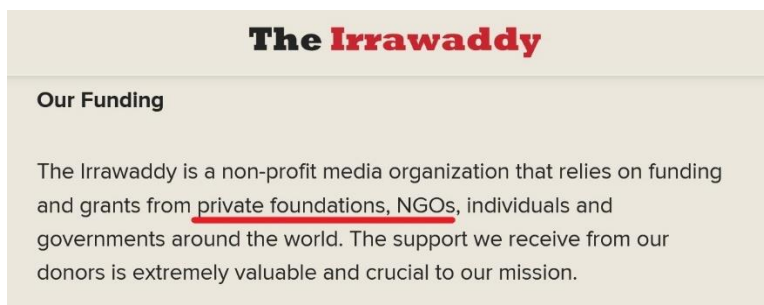 The Irrawaddy
Our Funding
The Irrawaddy is a non-profit media organization that relies on funding
and grants from private foundations, NGOs, individuals and
governments around the world. The support we receive from our
donors is extremely valuable and crucial to our mission.